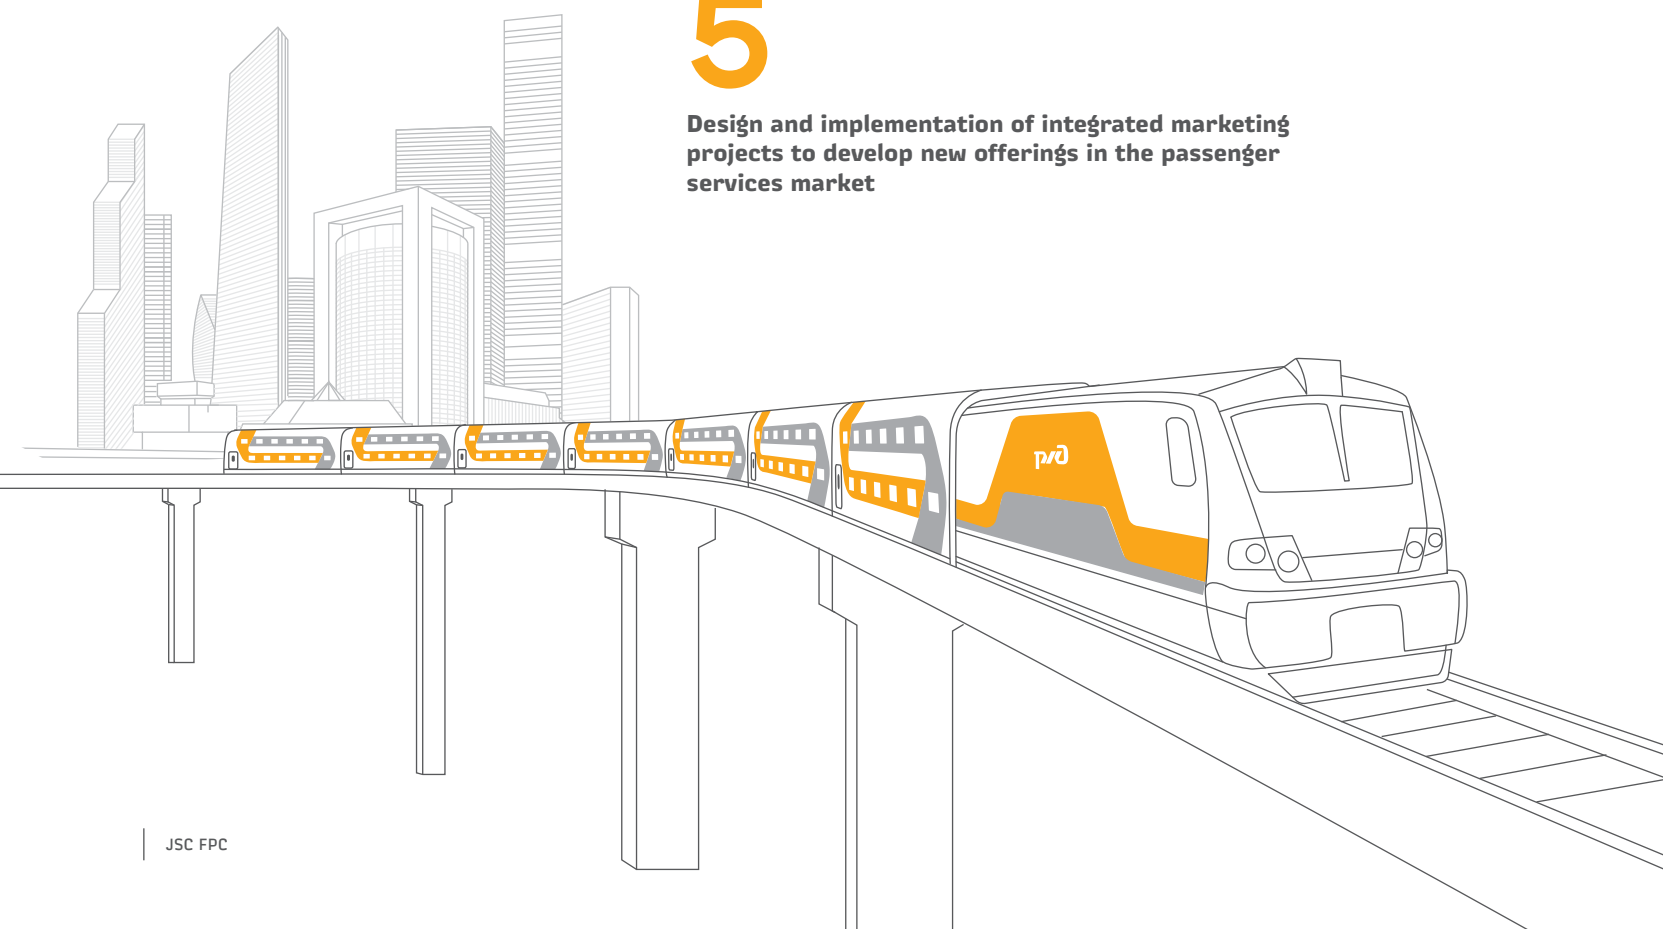 5
Design and implementation of integrated marketing
projects to develop new offerings in the passenger
services market
ржд
JSC FPC